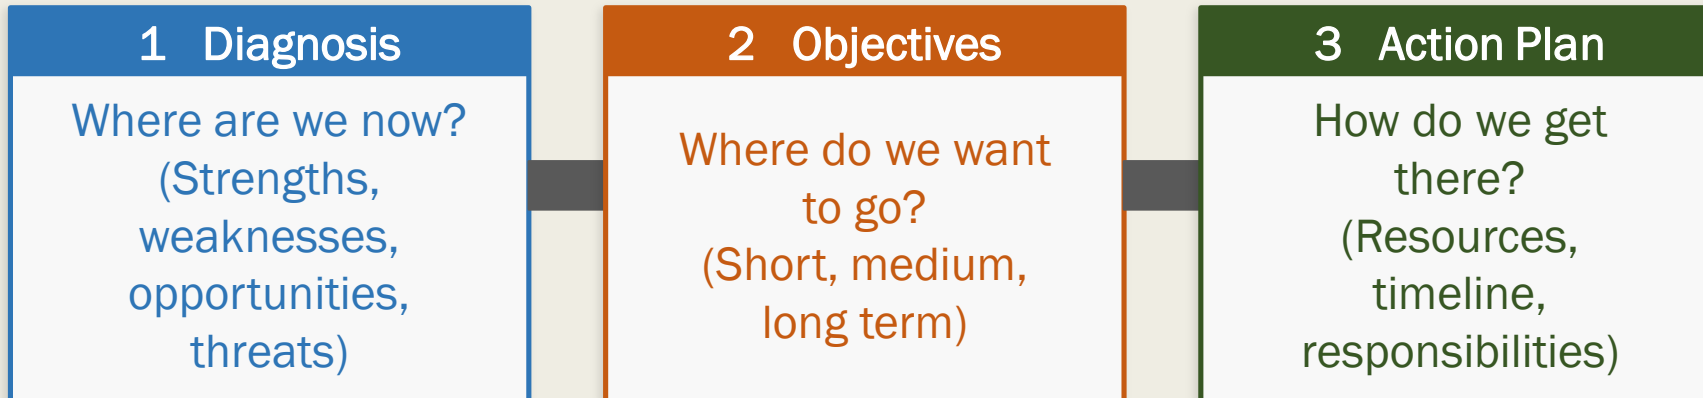 1 Diagnosis
Where are we now?
(Strengths,
weaknesses,
opportunities,
threats)
2 Objectives
Where do we want
to go?
(Short, medium,
long term)
3 Action Plan
How do we get
there?
(Resources,
timeline,
responsibilities)